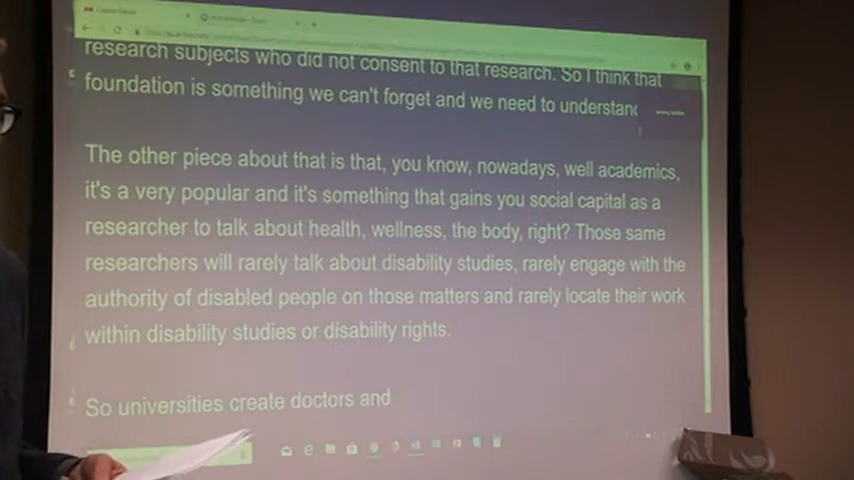 research subjects who did not consent to that research. So I think that
foundation is something we can't forget and we need to understand
The other piece about that is that, you know, nowadays, well academics,
it's a very popular and it's something that gains you social capital as a
researcher to talk about health, wellness, the body, right? Those same
researchers will rarely talk about disability studies, rarely engage with the
authority of disabled people on those matters and rarely locate their work
within disability studies or disability rights.
So universities create doctors and